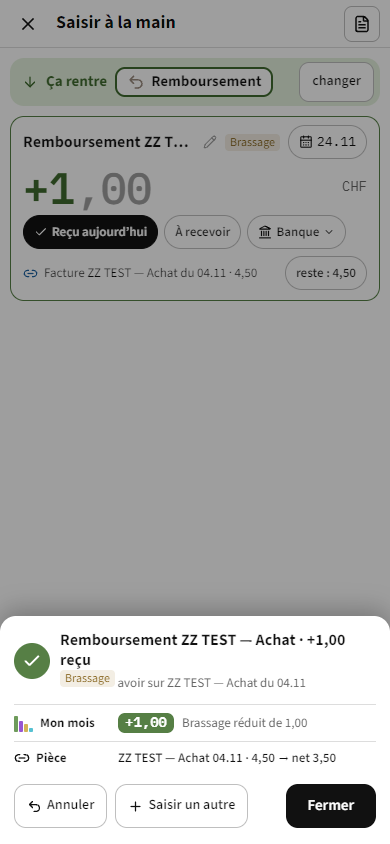 Saisir à la main
Ça rentre
Remboursement
changer
Remboursement ZZ T…
Brassage
24.11
+1,00
CHF
Reçu aujourd'hui
À recevoir
Banque
Facture ZZ TEST — Achat du 04.11 · 4,50
reste : 4,50
Remboursement ZZ TEST — Achat · +1,00
reçu
Brassage avoir sur ZZ TEST — Achat du 04.11
Mon mois
+1,00 Brassage réduit de 1,00
Pièce
ZZ TEST — Achat 04.11 · 4,50 → net 3,50
Annuler
Saisir un autre
Fermer